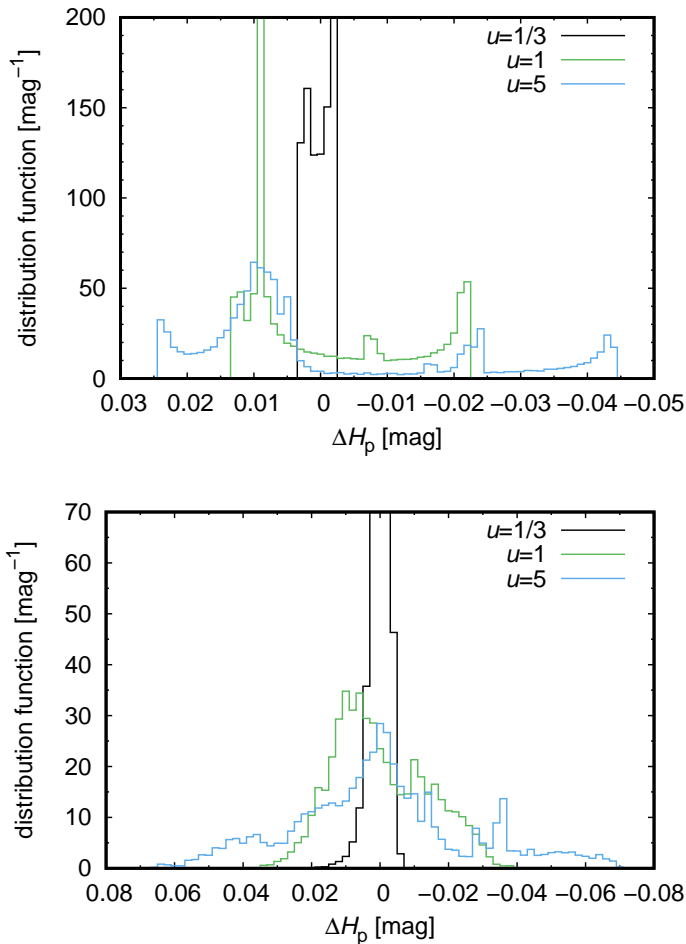 distribution function [mag⁻¹]
200
150
100
50
0
u=1/3
u=1
u=5
0.03 0.02 0.01 0 −0.01 −0.02 −0.03 −0.04 −0.05
ΔHp [mag]
distribution function [mag⁻¹]
70
60
50
40
30
20
10
0
u=1/3
u=1
u=5
0.08 0.06 0.04 0.02 0 −0.02 −0.04 −0.06 −0.08
ΔHp [mag]